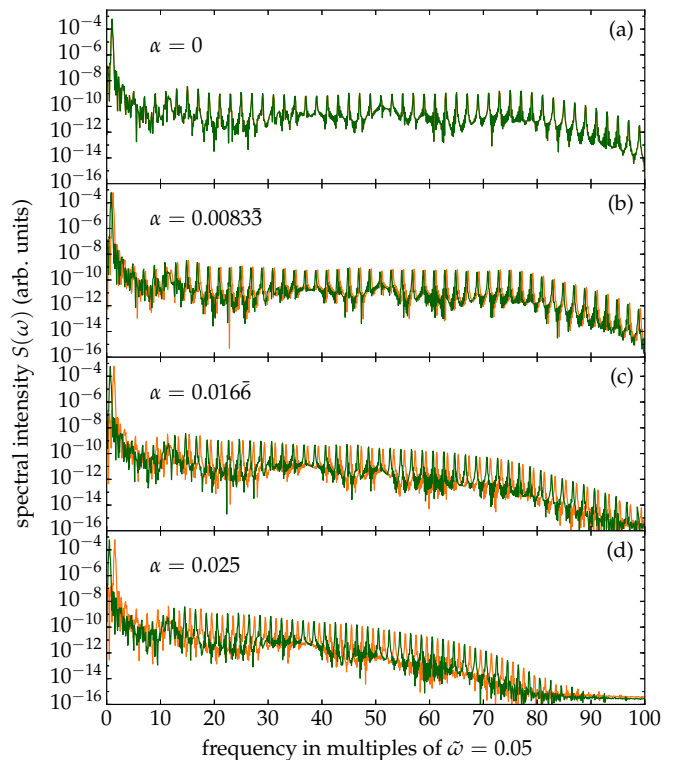 10⁻⁴
10⁻⁶
10⁻⁸
10⁻¹⁰
10⁻¹²
10⁻¹⁴
10⁻¹⁶
α = 0
(a)
10⁻⁴
10⁻⁶
10⁻⁸
10⁻¹⁰
10⁻¹²
10⁻¹⁴
10⁻¹⁶
α = 0.00833̄
(b)
10⁻⁴
10⁻⁶
10⁻⁸
10⁻¹⁰
10⁻¹²
10⁻¹⁴
10⁻¹⁶
α = 0.0166̄
(c)
10⁻⁴
10⁻⁶
10⁻⁸
10⁻¹⁰
10⁻¹²
10⁻¹⁴
10⁻¹⁶
α = 0.025
(d)
spectral intensity S(ω) (arb. units)
0 10 20 30 40 50 60 70 80 90 100
frequency in multiples of ω̃ = 0.05